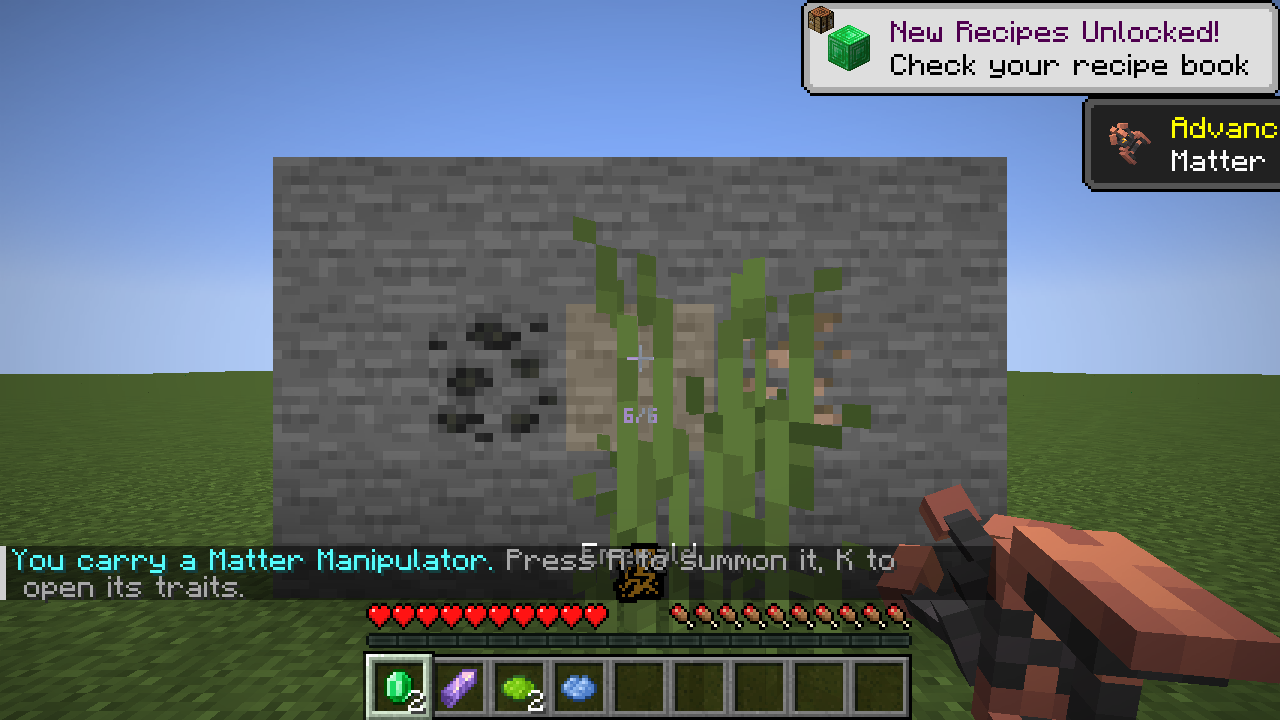 New Recipes Unlocked!
Check your recipe book
Advanc
Matter
6/6
Emerald
You carry a Matter Manipulator. Press R to summon it, K to
open its traits.
2
2